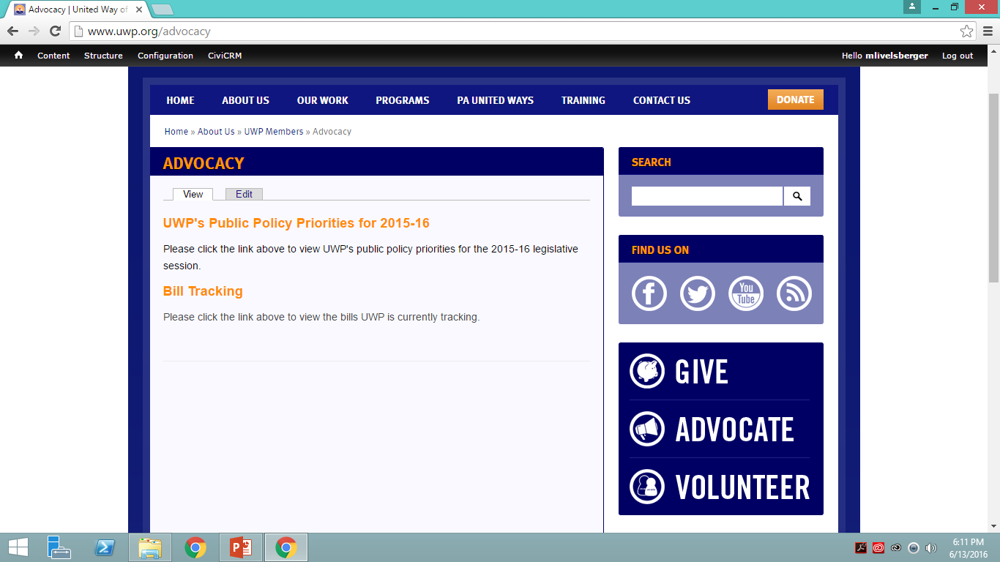 Advocacy | United Way of
www.uwp.org/advocacy
Content Structure Configuration CiviCRM Hello mlivelsberger Log out
HOME ABOUT US OUR WORK PROGRAMS PA UNITED WAYS TRAINING CONTACT US DONATE
Home » About Us » UWP Members » Advocacy
ADVOCACY
View Edit
UWP's Public Policy Priorities for 2015-16
Please click the link above to view UWP's public policy priorities for the 2015-16 legislative
session.
Bill Tracking
Please click the link above to view the bills UWP is currently tracking.
SEARCH
FIND US ON
You
Tube
GIVE
ADVOCATE
VOLUNTEER
6:11 PM
6/13/2016